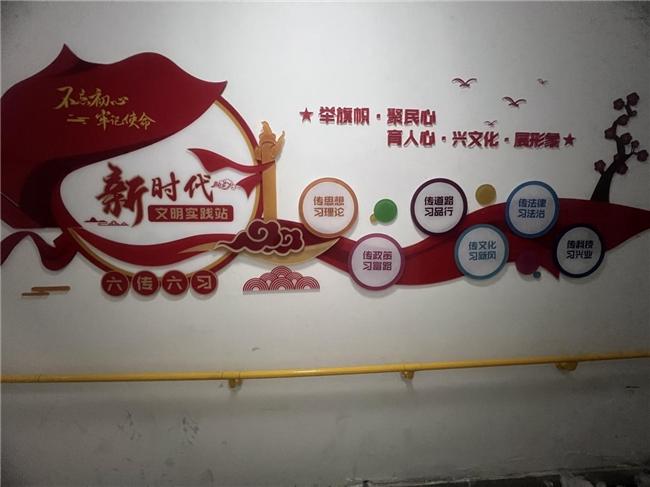 不忘初心
牢记使命
新时代
文明实践站
六传六习
★举旗帜·聚民心
育人心·兴文化·展形象★
传思想
习理论
传政策
习富路
传道路
习品行
传文化
习新风
传法律
习法治
传科技
习兴业